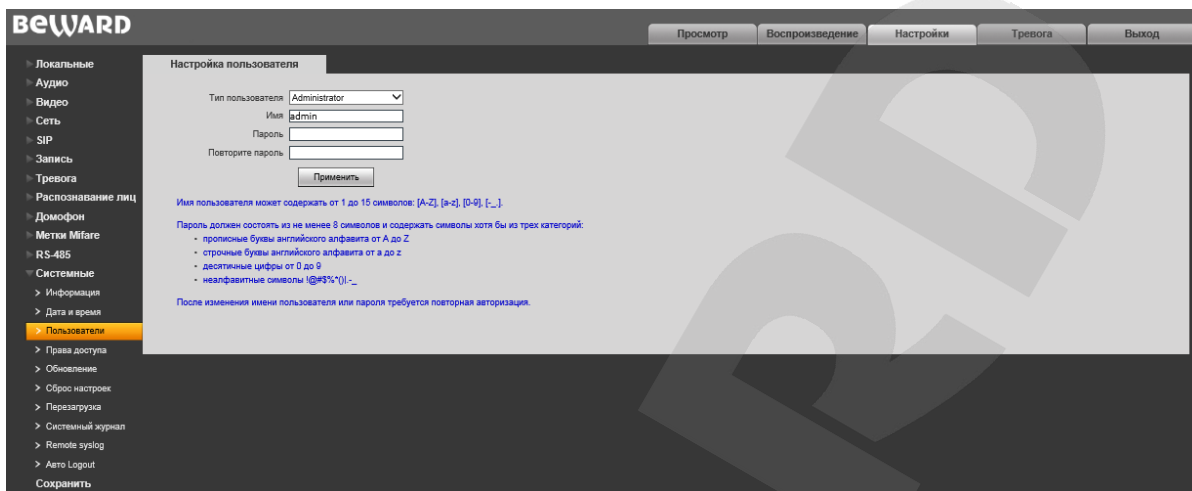 BEWARD
Просмотр
Воспроизведение
Настройки
Тревога
Выход
Локальные
Аудио
Видео
Сеть
SIP
Запись
Тревога
Распознавание лиц
Домофон
Метки Mifare
RS-485
Системные
Информация
Дата и время
Пользователи
Права доступа
Обновление
Сброс настроек
Перезагрузка
Системный журнал
Remote syslog
Авто Logout
Сохранить
Настройка пользователя
Тип пользователя Administrator
Имя admin
Пароль
Повторите пароль
Применить
Имя пользователя может содержать от 1 до 15 символов: [A-Z], [a-z], [0-9], [-_.].
Пароль должен состоять из не менее 8 символов и содержать символы хотя бы из трех категорий:
- прописные буквы английского алфавита от A до Z
- строчные буквы английского алфавита от a до z
- десятичные цифры от 0 до 9
- неалфавитные символы !@#$%*()|.-_
После изменения имени пользователя или пароля требуется повторная авторизация.